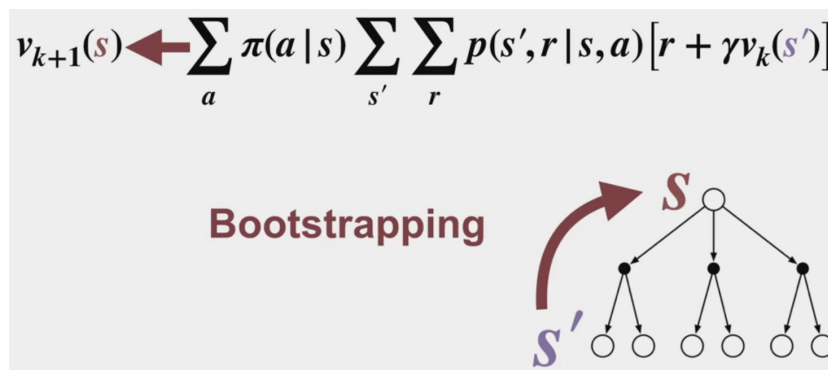 v_{k+1}(s) ← ∑_a π(a|s) ∑_{s'} ∑_r p(s', r|s, a)[r + γv_k(s')]
s
Bootstrapping
s'